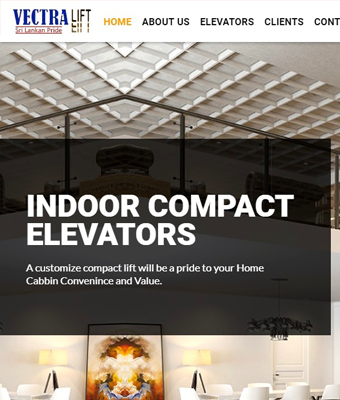 VECTRA LIFT
Sri Lankan Pride
HOME ABOUT US ELEVATORS CLIENTS CONT
INDOOR COMPACT
ELEVATORS
A customize compact lift will be a pride to your Home
Cabbin Convenince and Value.